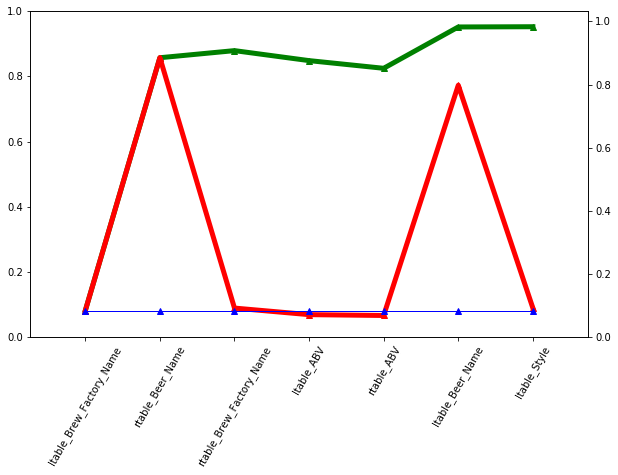 1.0
0.8
0.6
0.4
0.2
0.0
1.0
0.8
0.6
0.4
0.2
0.0
ltable_Brew_Factory_Name
rtable_Beer_Name
rtable_Brew_Factory_Name
ltable_ABV
rtable_ABV
ltable_Beer_Name
ltable_Style